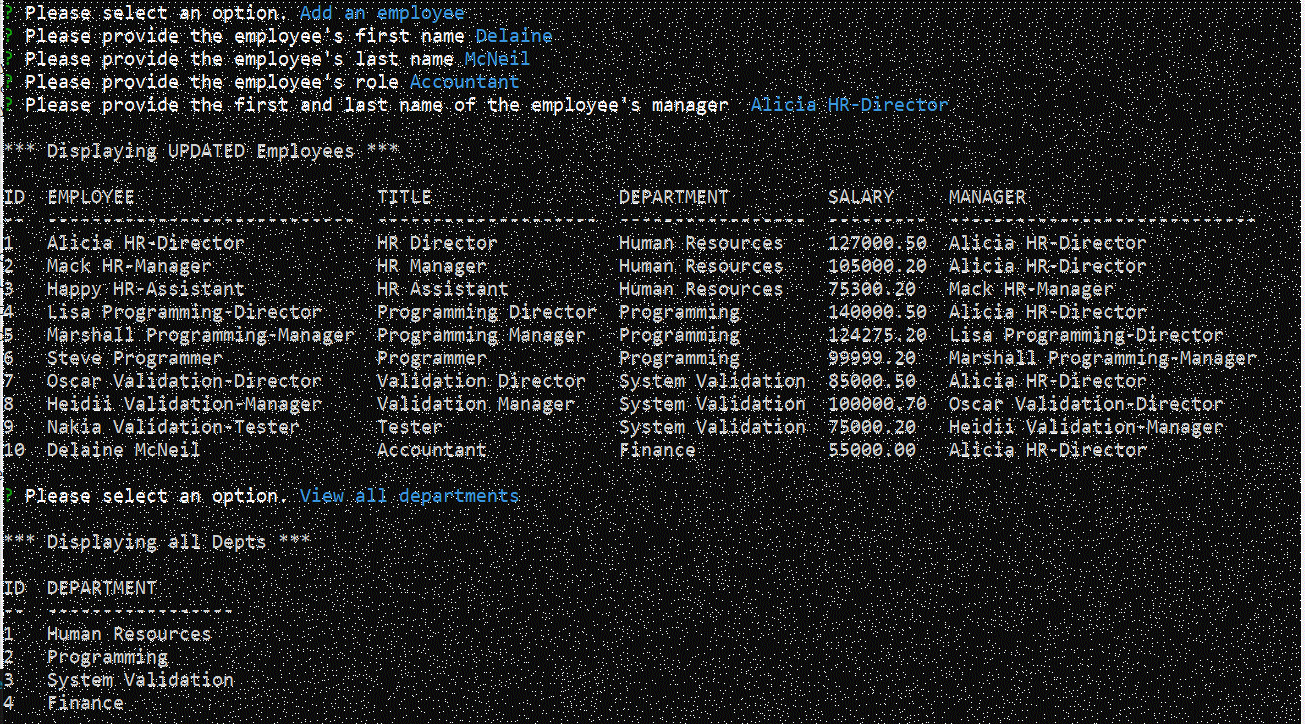 ? Please select an option. Add an employee
? Please provide the employee's first name Delaine
? Please provide the employee's last name McNeil
? Please provide the employee's role Accountant
? Please provide the first and last name of the employee's manager  Alicia HR-Director

*** Displaying UPDATED Employees ***

ID  EMPLOYEE                      TITLE                 DEPARTMENT         SALARY     MANAGER
--  ----------------------------  --------------------  -----------------  ---------  ----------------------------
1   Alicia HR-Director            HR Director           Human Resources    127000.50  Alicia HR-Director
2   Mack HR-Manager               HR Manager            Human Resources    105000.20  Alicia HR-Director
3   Happy HR-Assistant            HR Assistant          Human Resources    75300.20   Mack HR-Manager
4   Lisa Programming-Director     Programming Director  Programming        140000.50  Alicia HR-Director
5   Marshall Programming-Manager  Programming Manager   Programming        124275.20  Lisa Programming-Director
6   Steve Programmer              Programmer            Programming        99999.20   Marshall Programming-Manager
7   Oscar Validation-Director     Validation Director   System Validation  85000.50   Alicia HR-Director
8   Heidii Validation-Manager     Validation Manager    System Validation  100000.70  Oscar Validation-Director
9   Nakia Validation-Tester       Tester                System Validation  75000.20   Heidii Validation-Manager
10  Delaine McNeil                Accountant            Finance            55000.00   Alicia HR-Director

? Please select an option. View all departments

*** Displaying all Depts ***

ID  DEPARTMENT
--  -----------------
1   Human Resources
2   Programming
3   System Validation
4   Finance